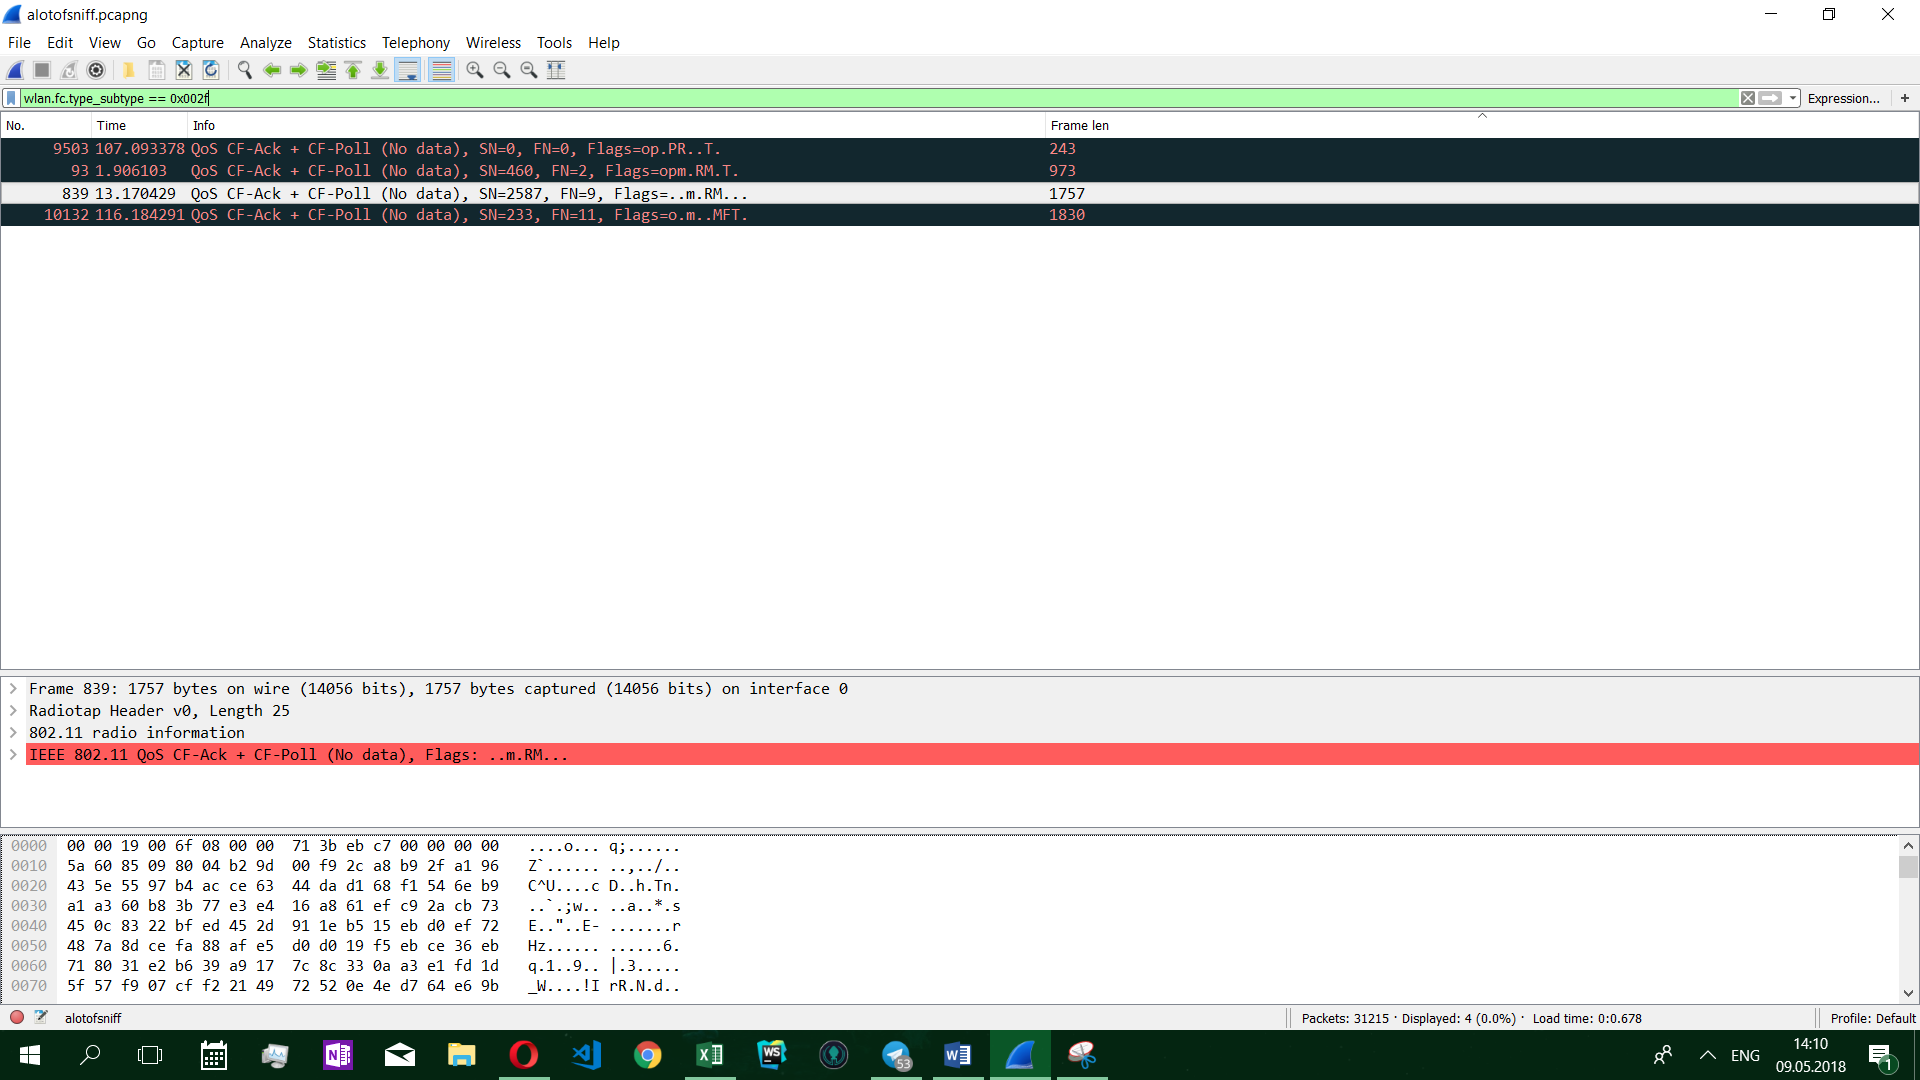 alotofsniff.pcapng
File Edit View Go Capture Analyze Statistics Telephony Wireless Tools Help
wlan.fc.type_subtype == 0x002f Expression... +
No. Time Info Frame len
9503 107.093378 QoS CF-Ack + CF-Poll (No data), SN=0, FN=0, Flags=op.PR..T. 243
93 1.906103 QoS CF-Ack + CF-Poll (No data), SN=460, FN=2, Flags=opm.RM.T. 973
839 13.170429 QoS CF-Ack + CF-Poll (No data), SN=2587, FN=9, Flags=..m.RM... 1757
10132 116.184291 QoS CF-Ack + CF-Poll (No data), SN=233, FN=11, Flags=o.m..MFT. 1830
Frame 839: 1757 bytes on wire (14056 bits), 1757 bytes captured (14056 bits) on interface 0
Radiotap Header v0, Length 25
802.11 radio information
IEEE 802.11 QoS CF-Ack + CF-Poll (No data), Flags: ..m.RM...
0000 00 00 19 00 6f 08 00 00 71 3b eb c7 00 00 00 00 ....o... q;......
0010 5a 60 85 09 80 04 b2 9d 00 f9 2c a8 b9 2f a1 96 Z`...... ..,../..
0020 43 5e 55 97 b4 ac ce 63 44 da d1 68 f1 54 6e b9 C^U....c D..h.Tn.
0030 a1 a3 60 b8 3b 77 e3 e4 16 a8 61 ef c9 2a cb 73 ..`.;w.. ..a..*.s
0040 45 0c 83 22 bf ed 45 2d 91 1e b5 15 eb d0 ef 72 E.."..E- .......r
0050 48 7a 8d ce fa 88 af e5 d0 d0 19 f5 eb ce 36 eb Hz...... ......6.
0060 71 80 31 e2 b6 39 a9 17 7c 8c 33 0a a3 e1 fd 1d q.1..9.. |.3.....
0070 5f 57 f9 07 cf f2 21 49 72 52 0e 4e d7 64 e6 9b _W....!I rR.N.d..
alotofsniff Packets: 31215 · Displayed: 4 (0.0%) · Load time: 0:0.678 Profile: Default
N WS 53 W ENG 14:10
09.05.2018 1